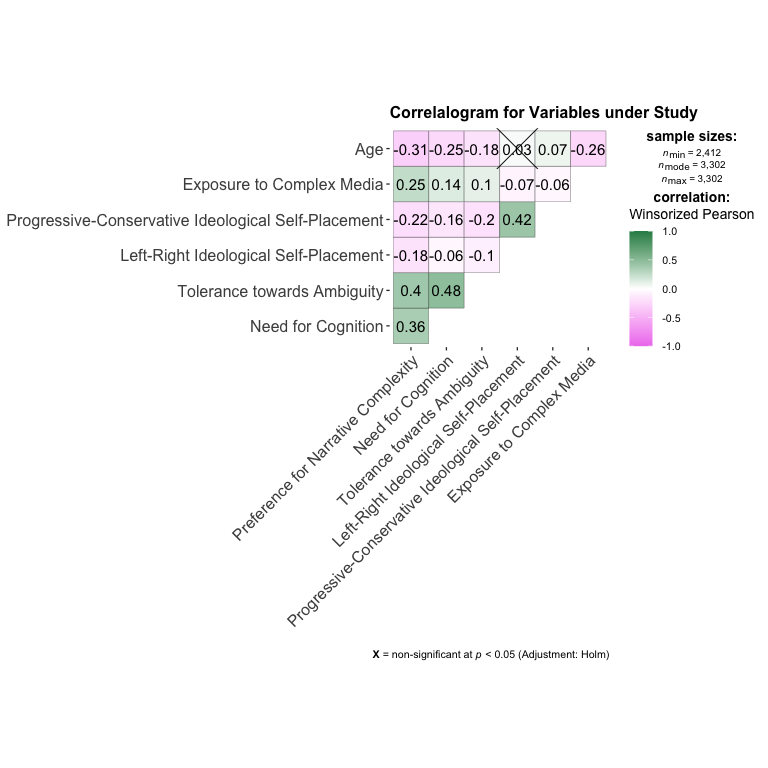 Correlalogram for Variables under Study
sample sizes:
nmin = 2,412
nmode = 3,302
nmax = 3,302
correlation:
Winsorized Pearson
1.0
0.5
0.0
-0.5
-1.0
Age -0.31 -0.25 -0.18 0.03 0.07 -0.26
Exposure to Complex Media 0.25 0.14 0.1 -0.07 -0.06
Progressive-Conservative Ideological Self-Placement -0.22 -0.16 -0.2 0.42
Left-Right Ideological Self-Placement -0.18 -0.06 -0.1
Tolerance towards Ambiguity 0.4 0.48
Need for Cognition 0.36
Preference for Narrative Complexity
Need for Cognition
Tolerance towards Ambiguity
Left-Right Ideological Self-Placement
Progressive-Conservative Ideological Self-Placement
Exposure to Complex Media
X = non-significant at p < 0.05 (Adjustment: Holm)